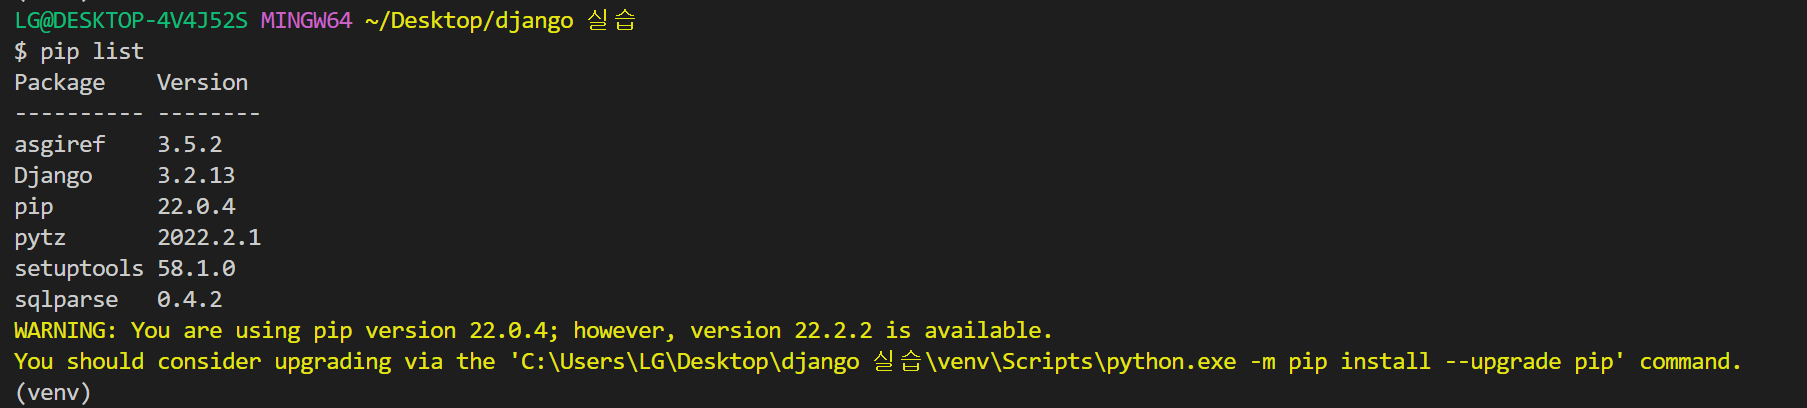 LG@DESKTOP-4V4J52S MINGW64 ~/Desktop/django 실습
$ pip list
Package    Version
---------- --------
asgiref    3.5.2
Django     3.2.13
pip        22.0.4
pytz       2022.2.1
setuptools 58.1.0
sqlparse   0.4.2
WARNING: You are using pip version 22.0.4; however, version 22.2.2 is available.
You should consider upgrading via the 'C:\Users\LG\Desktop\django 실습\venv\Scripts\python.exe -m pip install --upgrade pip' command.
(venv)